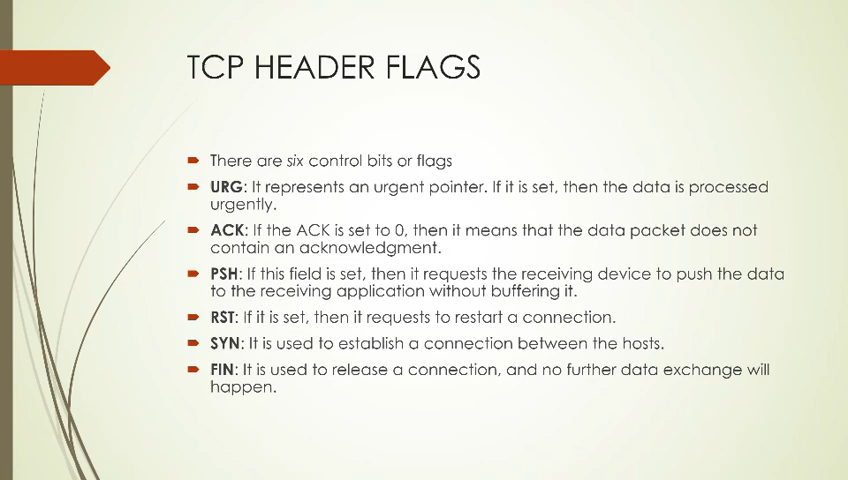 TCP HEADER FLAGS
There are six control bits or flags
URG: It represents an urgent pointer. If it is set, then the data is processed
urgently.
ACK: If the ACK is set to 0, then it means that the data packet does not
contain an acknowledgment.
PSH: If this field is set, then it requests the receiving device to push the data
to the receiving application without buffering it.
RST: If it is set, then it requests to restart a connection.
SYN: It is used to establish a connection between the hosts.
FIN: It is used to release a connection, and no further data exchange will
happen.